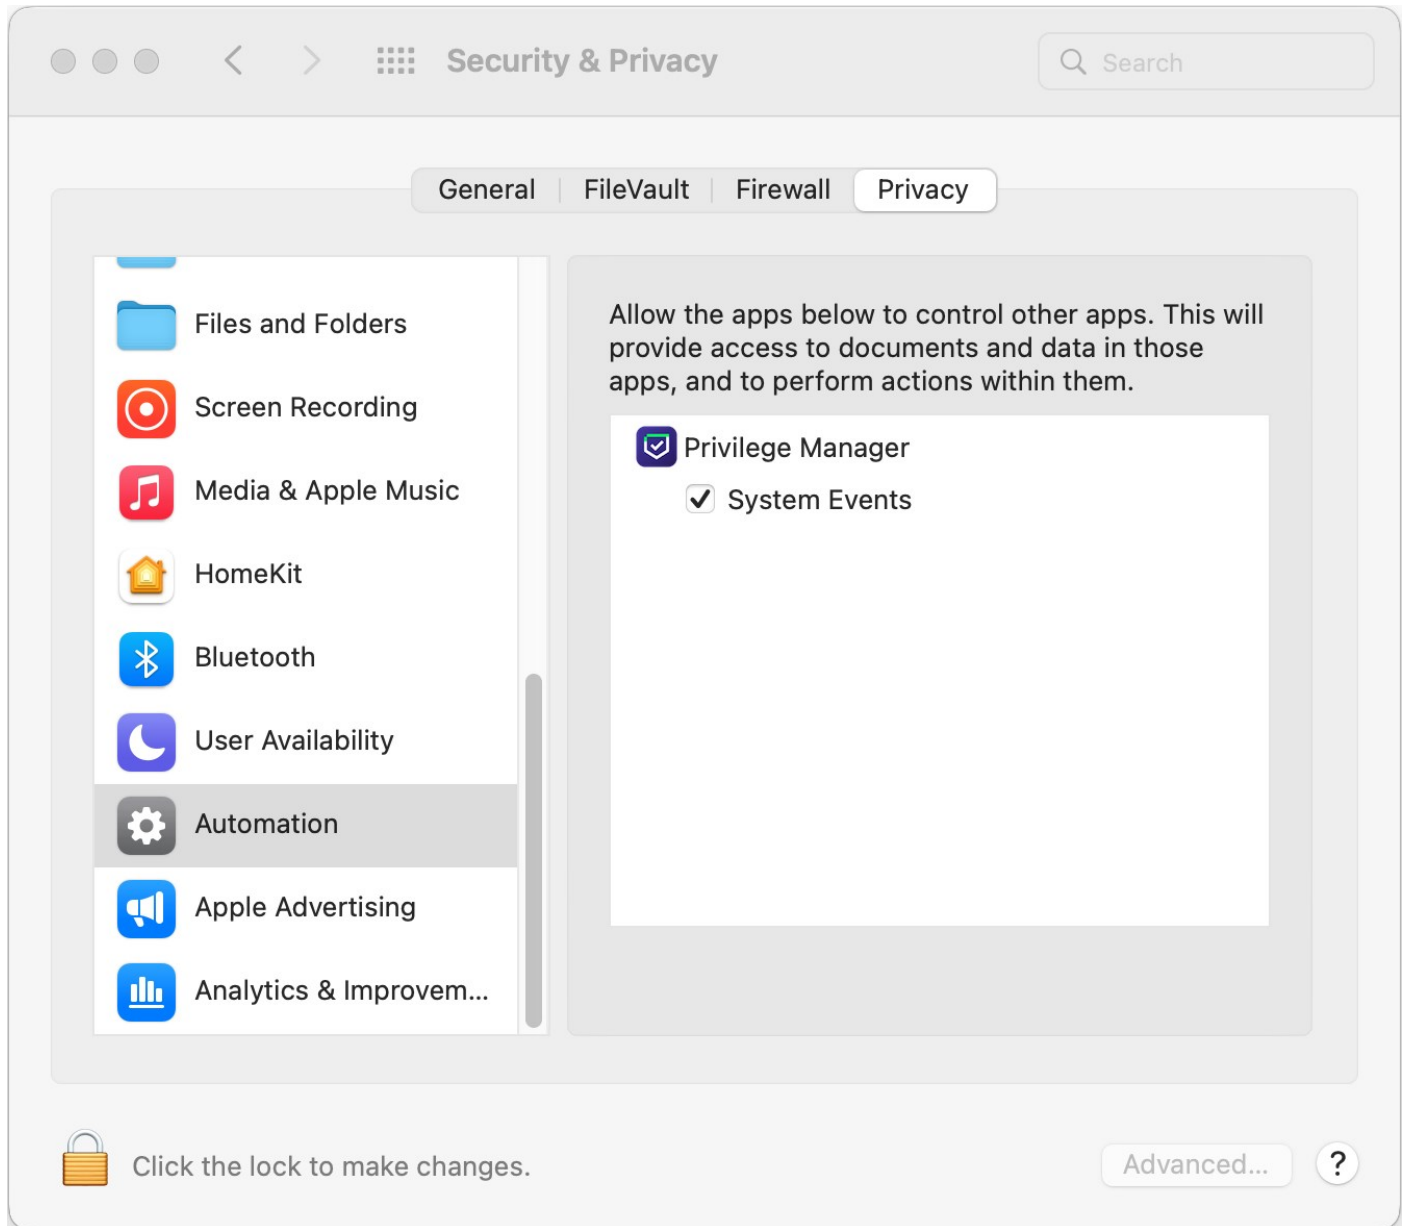 Security & Privacy
Search
General
FileVault
Firewall
Privacy
Files and Folders
Screen Recording
Media & Apple Music
HomeKit
Bluetooth
User Availability
Automation
Apple Advertising
Analytics & Improvem...
Allow the apps below to control other apps. This will
provide access to documents and data in those
apps, and to perform actions within them.
Privilege Manager
System Events
Click the lock to make changes.
Advanced...
?